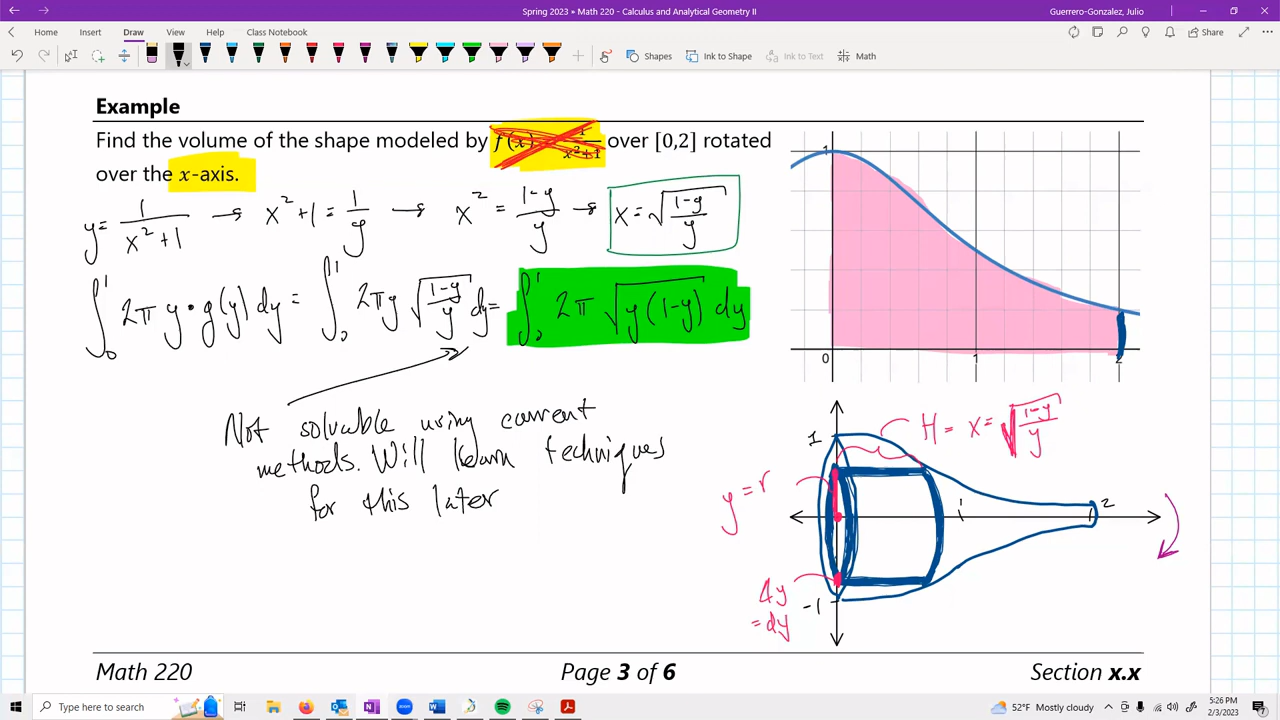 Spring 2023 » Math 220 - Calculus and Analytical Geometry II
Guerrero-Gonzalez, Julio
Home Insert Draw View Help Class Notebook
Share
Shapes Ink to Shape Ink to Text Math
Example
Find the volume of the shape modeled by f(x) 1/x²+1 over [0,2] rotated
over the x-axis.
y = 1/(x²+1) → x²+1 = 1/y → x² = (1-y)/y → x = √((1-y)/y)
∫₀¹ 2π y • g(y) dy = ∫₀¹ 2πy √((1-y)/y) dy = ∫₀¹ 2π √(y(1-y)) dy
Not solvable using current
methods. Will learn techniques
for this later
1
0 1 2
H = x = √((1-y)/y)
1
y = r
1 2
Δy
= dy
-1
Math 220 Page 3 of 6 Section x.x
Type here to search
52°F Mostly cloudy
5:26 PM
2/3/2023